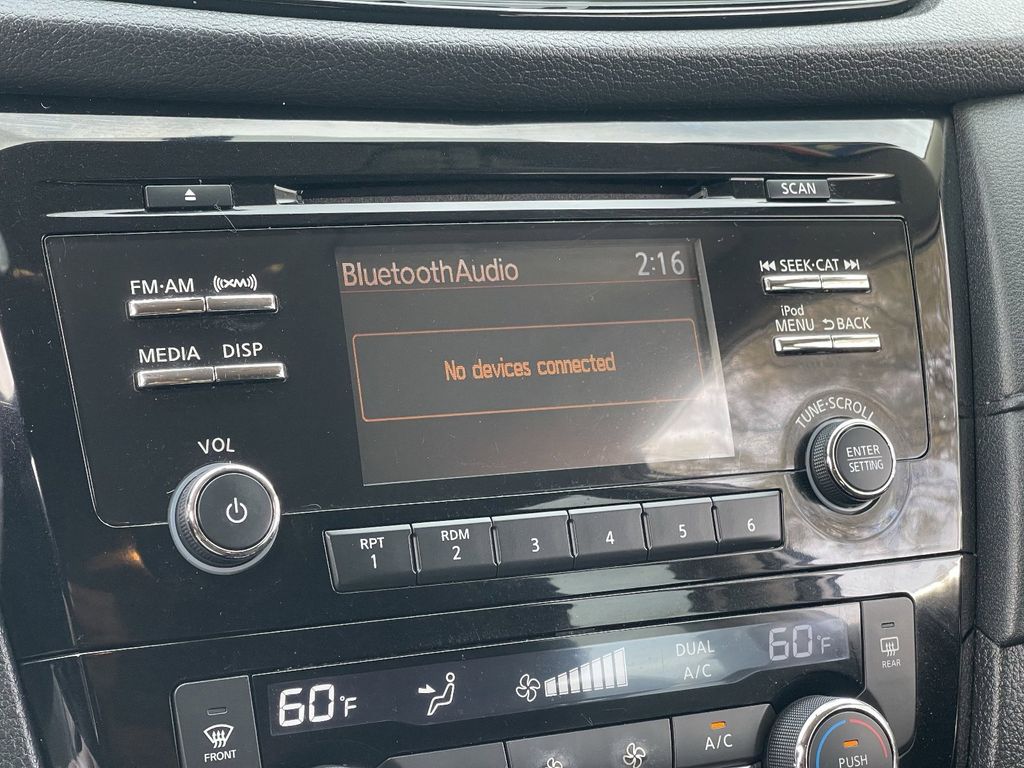 SCAN
BluetoothAudio 2:16
No devices connected
FM·AM ((XM))
MEDIA DISP
VOL
SEEK·CAT
iPod
MENU BACK
TUNE·SCROLL
ENTER
SETTING
RPT
1
RDM
2
3
4
5
6
60°F
DUAL
A/C
60°F
FRONT
REAR
A/C
PUSH